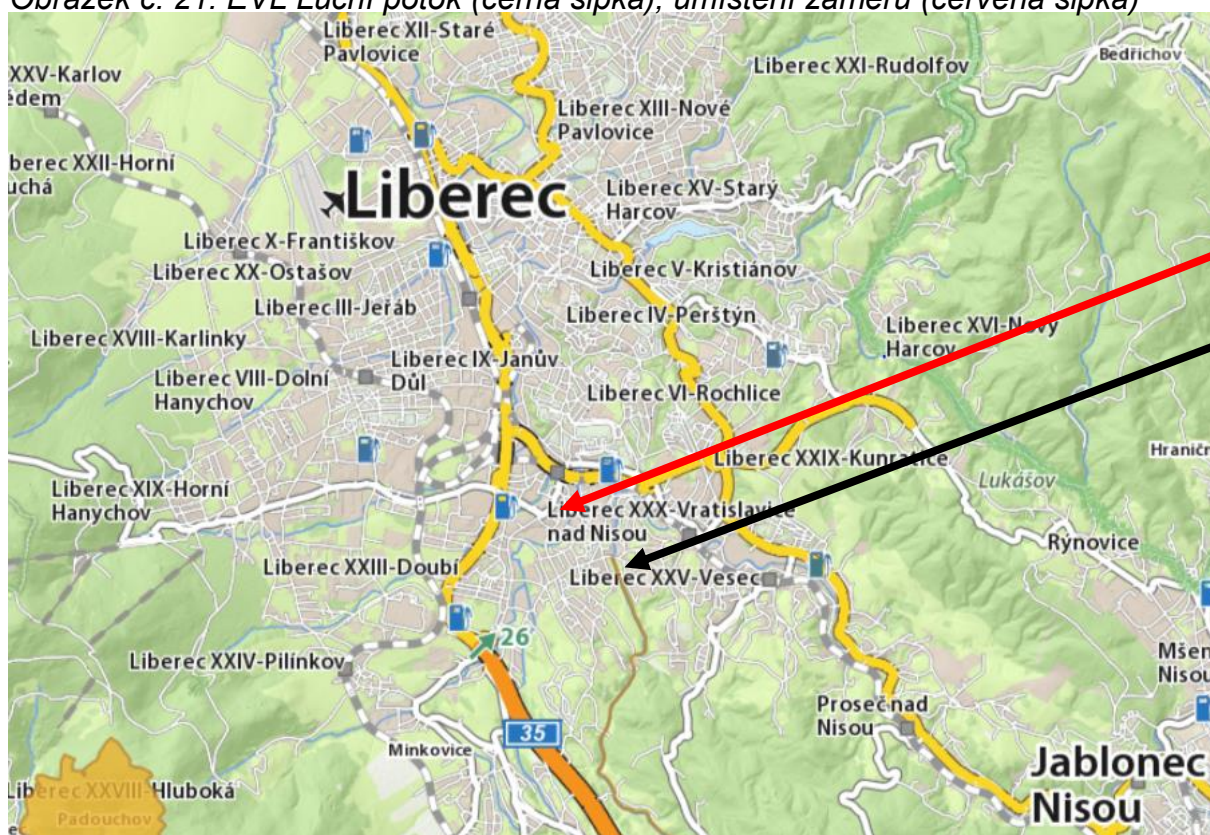 Obrázek č. 21: EVL Luční potok (černá šipka), umístění záměru (červená šipka)
Liberec XII-Staré
Pavlovice
Bedřichov
XXV-Karlov
Liberec XXI-Rudolfov
Liberec XIII-Nové
Pavlovice
berec XXII-Horní
uchá
Liberec
Liberec XV-Starý
Harcov
Liberec X-Františkov
Liberec XX-Ostašov
Liberec V-Kristiánov
Liberec III-Jeřáb
Liberec IV-Perštýn
Liberec XVI-Nový
Harcov
Liberec XVIII-Karlinky
Liberec IX-Janův
Důl
Liberec VIII-Dolní
Hanychov
Liberec VI-Rochlice
Liberec XXIX-Kunratice
Hraničn
Lukášov
Liberec XIX-Horní
Hanychov
Liberec XXX-Vratislavice
nad Nisou
Rýnovice
Liberec XXIII-Doubí
Liberec XXV-Vesec
26
Liberec XXIV-Pilínkov
Mšen
Nisou
Proseč nad
Nisou
35
Minkovice
Jablonec
Nisou
Liberec XXVIII-Hluboká
Padouchov